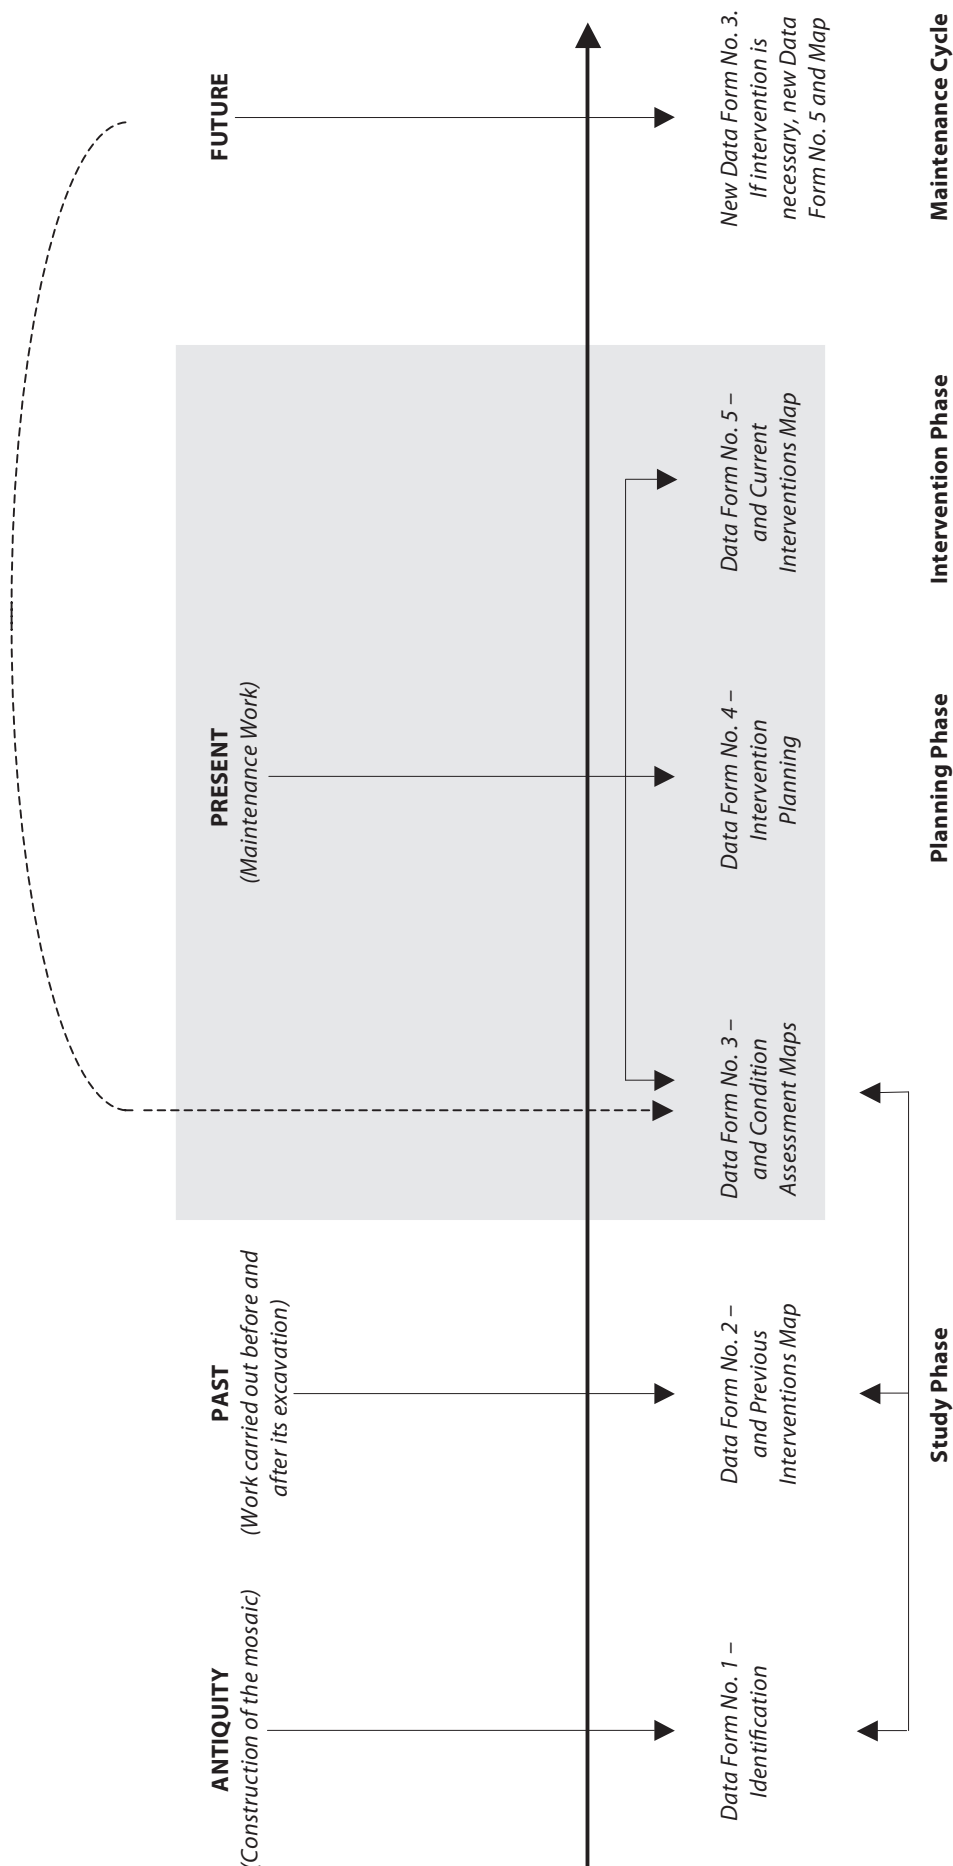 ANTIQUITY
(Construction of the mosaic)
PAST
(Work carried out before and
after its excavation)
PRESENT
(Maintenance Work)
FUTURE
Data Form No. 1 –
Identification
Data Form No. 2 –
and Previous
Interventions Map
Data Form No. 3 –
and Condition
Assessment Maps
Data Form No. 4 –
Intervention
Planning
Data Form No. 5 –
and Current
Interventions Map
New Data Form No. 3.
If intervention is
necessary, new Data
Form No. 5 and Map
Study Phase
Planning Phase
Intervention Phase
Maintenance Cycle